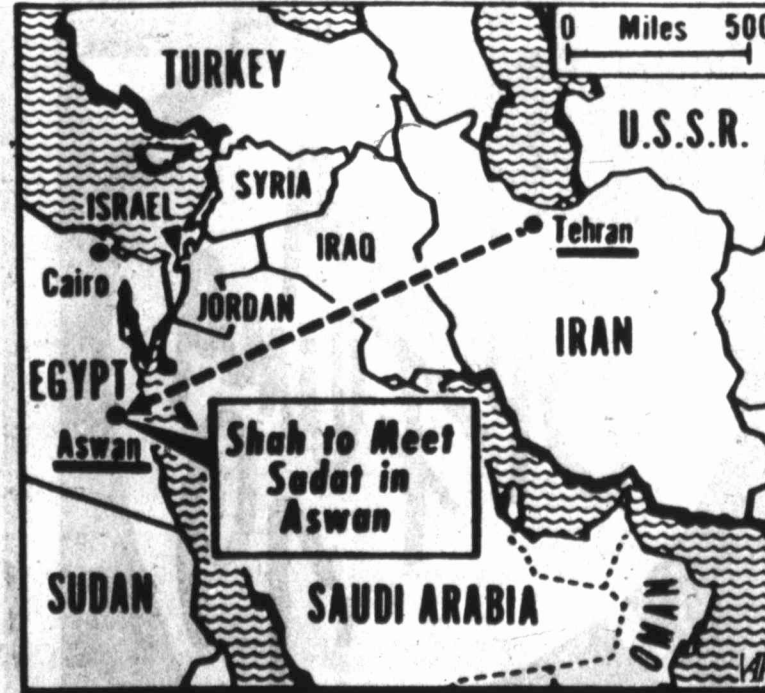 0 Miles 500
TURKEY
U.S.S.R.
SYRIA
ISRAEL
IRAQ
Tehran
Cairo
JORDAN
IRAN
EGYPT
Aswan
Shah to Meet
Sadat in
Aswan
SUDAN
SAUDI ARABIA
OMAN